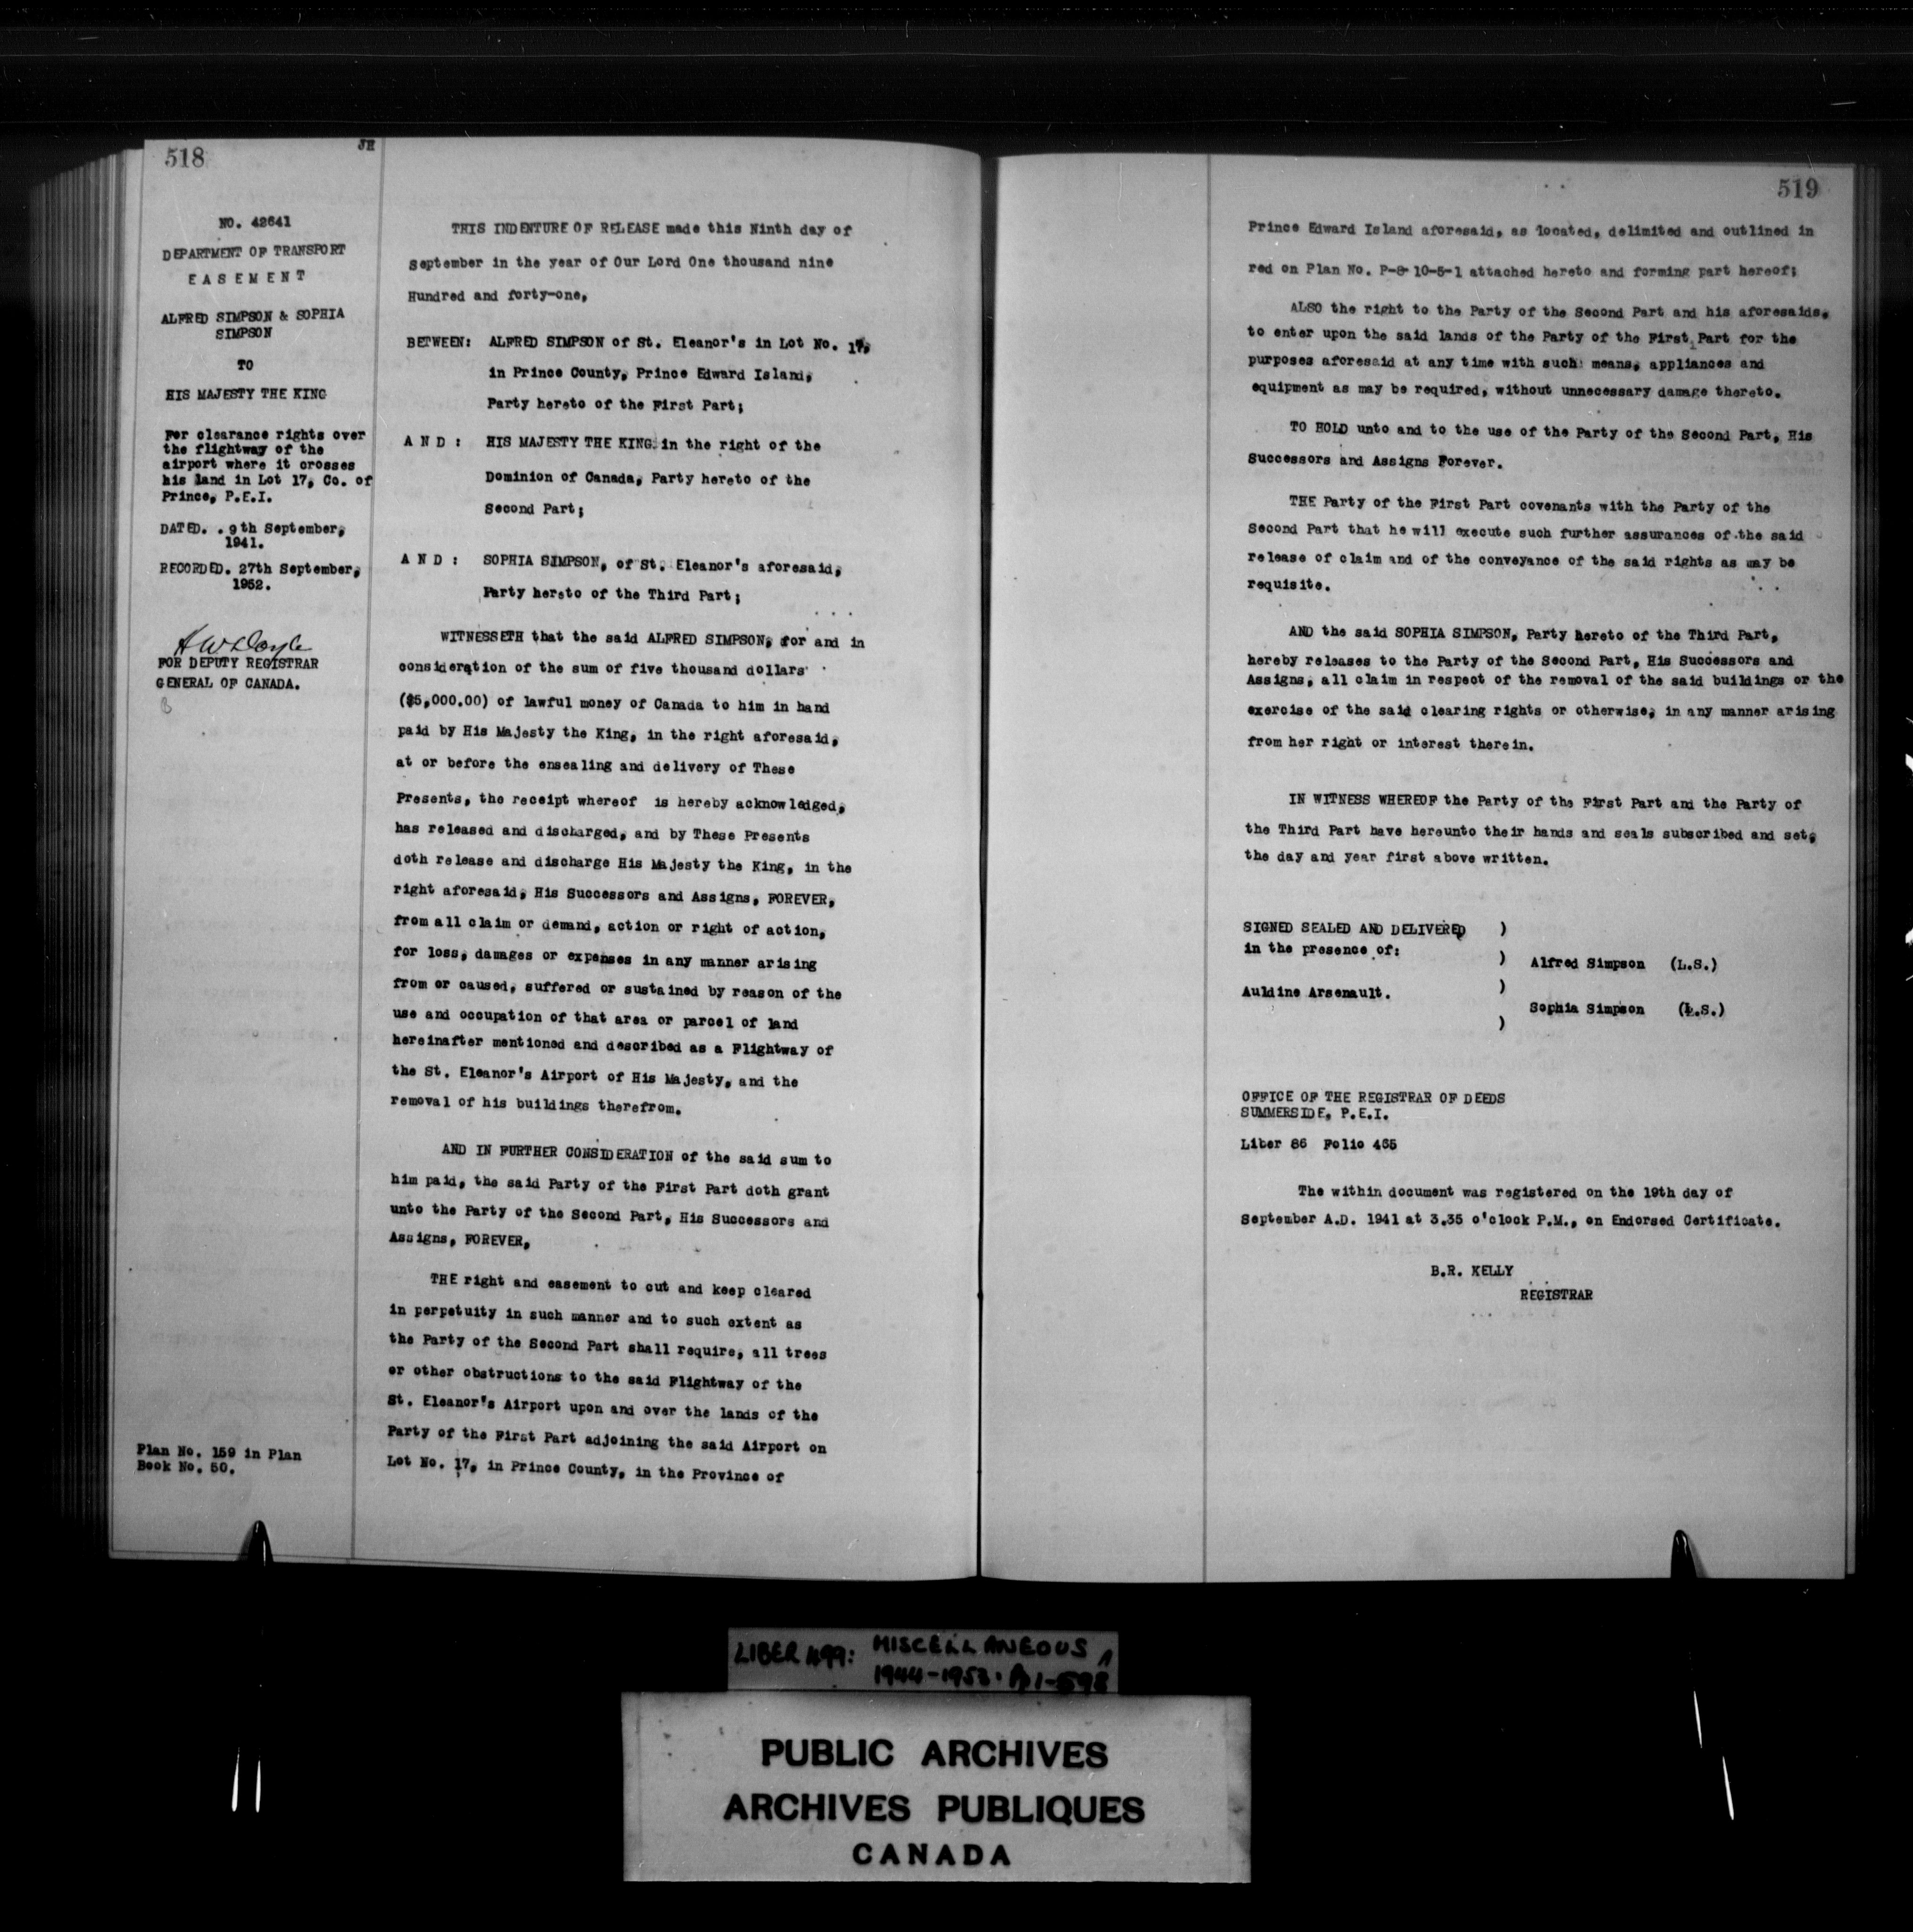 518
JH
NO. 42641
DEPARTMENT OF TRANSPORT
E A S E M E N T
ALFRED SIMPSON & SOPHIA
SIMPSON
TO
HIS MAJESTY THE KING
For clearance rights over
the flightway of the
airport where it crosses
his land in Lot 17, Co. of
Prince, P.E.I.
DATED. . 9th September,
1941.
RECORDED. 27th September,
1952.
FOR DEPUTY REGISTRAR
GENERAL OF CANADA.
Plan No. 159 in Plan
Book No. 50.
THIS INDENTURE OF RELEASE made this Ninth day of
September in the year of Our Lord One thousand nine
Hundred and forty-one,
BETWEEN: ALFRED SIMPSON of St. Eleanor's in Lot No. 17,
in Prince County, Prince Edward Island,
Party hereto of the First Part;
A N D : HIS MAJESTY THE KING in the right of the
Dominion of Canada, Party hereto of the
Second Part;
A N D : SOPHIA SIMPSON, of St. Eleanor's aforesaid,
Party hereto of the Third Part;
WITNESSETH that the said ALFRED SIMPSON, for and in
consideration of the sum of five thousand dollars
($5,000.00) of lawful money of Canada to him in hand
paid by His Majesty the King, in the right aforesaid,
at or before the ensealing and delivery of These
Presents, the receipt whereof is hereby acknowledged,
has released and discharged, and by These Presents
doth release and discharge His Majesty the King, in the
right aforesaid, His Successors and Assigns, FOREVER,
from all claim or demand, action or right of action,
for loss, damages or expenses in any manner arising
from or caused, suffered or sustained by reason of the
use and occupation of that area or parcel of land
hereinafter mentioned and described as a Flightway of
the St. Eleanor's Airport of His Majesty, and the
removal of his buildings therefrom.
AND IN FURTHER CONSIDERATION of the said sum to
him paid, the said Party of the First Part doth grant
unto the Party of the Second Part, His Successors and
Assigns, FOREVER,
THE right and easement to cut and keep cleared
in perpetuity in such manner and to such extent as
the Party of the Second Part shall require, all trees
or other obstructions to the said Flightway of the
St. Eleanor's Airport upon and over the lands of the
Party of the First Part adjoining the said Airport on
Lot No. 17, in Prince County, in the Province of
519
Prince Edward Island aforesaid, as located, delimited and outlined in
red on Plan No. P-8-10-5-1 attached hereto and forming part hereof;
ALSO the right to the Party of the Second Part and his aforesaids,
to enter upon the said lands of the Party of the First Part for the
purposes aforesaid at any time with such means, appliances and
equipment as may be required, without unnecessary damage thereto.
TO HOLD unto and to the use of the Party of the Second Part, His
Successors and Assigns Forever.
THE Party of the First Part covenants with the Party of the
Second Part that he will execute such further assurances of the said
release of claim and of the conveyance of the said rights as may be
requisite.
AND the said SOPHIA SIMPSON, Party hereto of the Third Part,
hereby releases to the Party of the Second Part, His Successors and
Assigns, all claim in respect of the removal of the said buildings or the
exercise of the said clearing rights or otherwise, in any manner arising
from her right or interest therein.
IN WITNESS WHEREOF the Party of the First Part and the Party of
the Third Part have hereunto their hands and seals subscribed and set,
the day and year first above written.
SIGNED SEALED AND DELIVERED )
in the presence of:
) Alfred Simpson (L.S.)
Auldine Arsenault. )
Sophia Simpson (L.S.)
)
OFFICE OF THE REGISTRAR OF DEEDS
SUMMERSIDE, P.E.I.
Liber 86 Folio 465
The within document was registered on the 19th day of
September A.D. 1941 at 3.35 o'clock P.M., on Endorsed Certificate.
B.R. KELLY
REGISTRAR
LIBER 499: MISCELLANEOUS
1944-1953.
PUBLIC ARCHIVES
ARCHIVES PUBLIQUES
CANADA